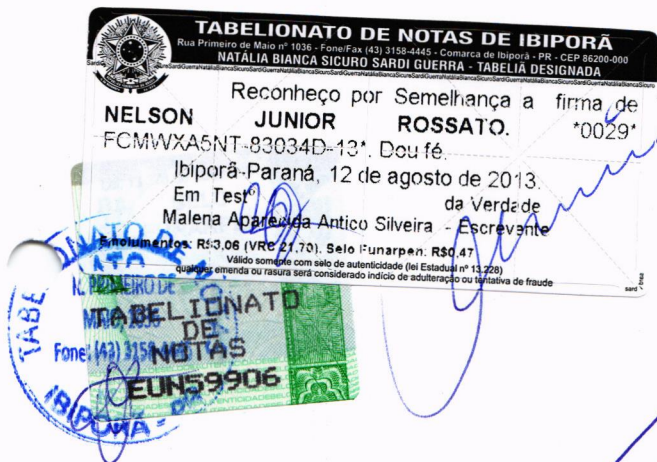 TABELIONATO DE NOTAS DE IBIPORÃ
Rua Primeiro de Maio nº 1036 - Fone/Fax (43) 3158-4445 - Comarca de Ibiporã - PR - CEP 86200-000
NATÁLIA BIANCA SICURO SARDI GUERRA - TABELIÃ DESIGNADA
Reconheço por Semelhança a firma de
NELSON JUNIOR ROSSATO. *0029*
FCMWXA5NT-83034D-13*. Dou fé.
Ibiporã-Paraná, 12 de agosto de 2013.
Em Testº da Verdade
Malena Aparecida Antico Silveira - Escrevente
Emolumentos: R$3,06 (VRC 21,70). Selo Funarpen: R$0,47
Válido somente com selo de autenticidade (lei Estadual nº 13.228)
qualquer emenda ou rasura será considerado indício de adulteração ou tentativa de fraude
TABELIONATO
DE
NOTAS
EUN59906
IBIPORÃ - PR